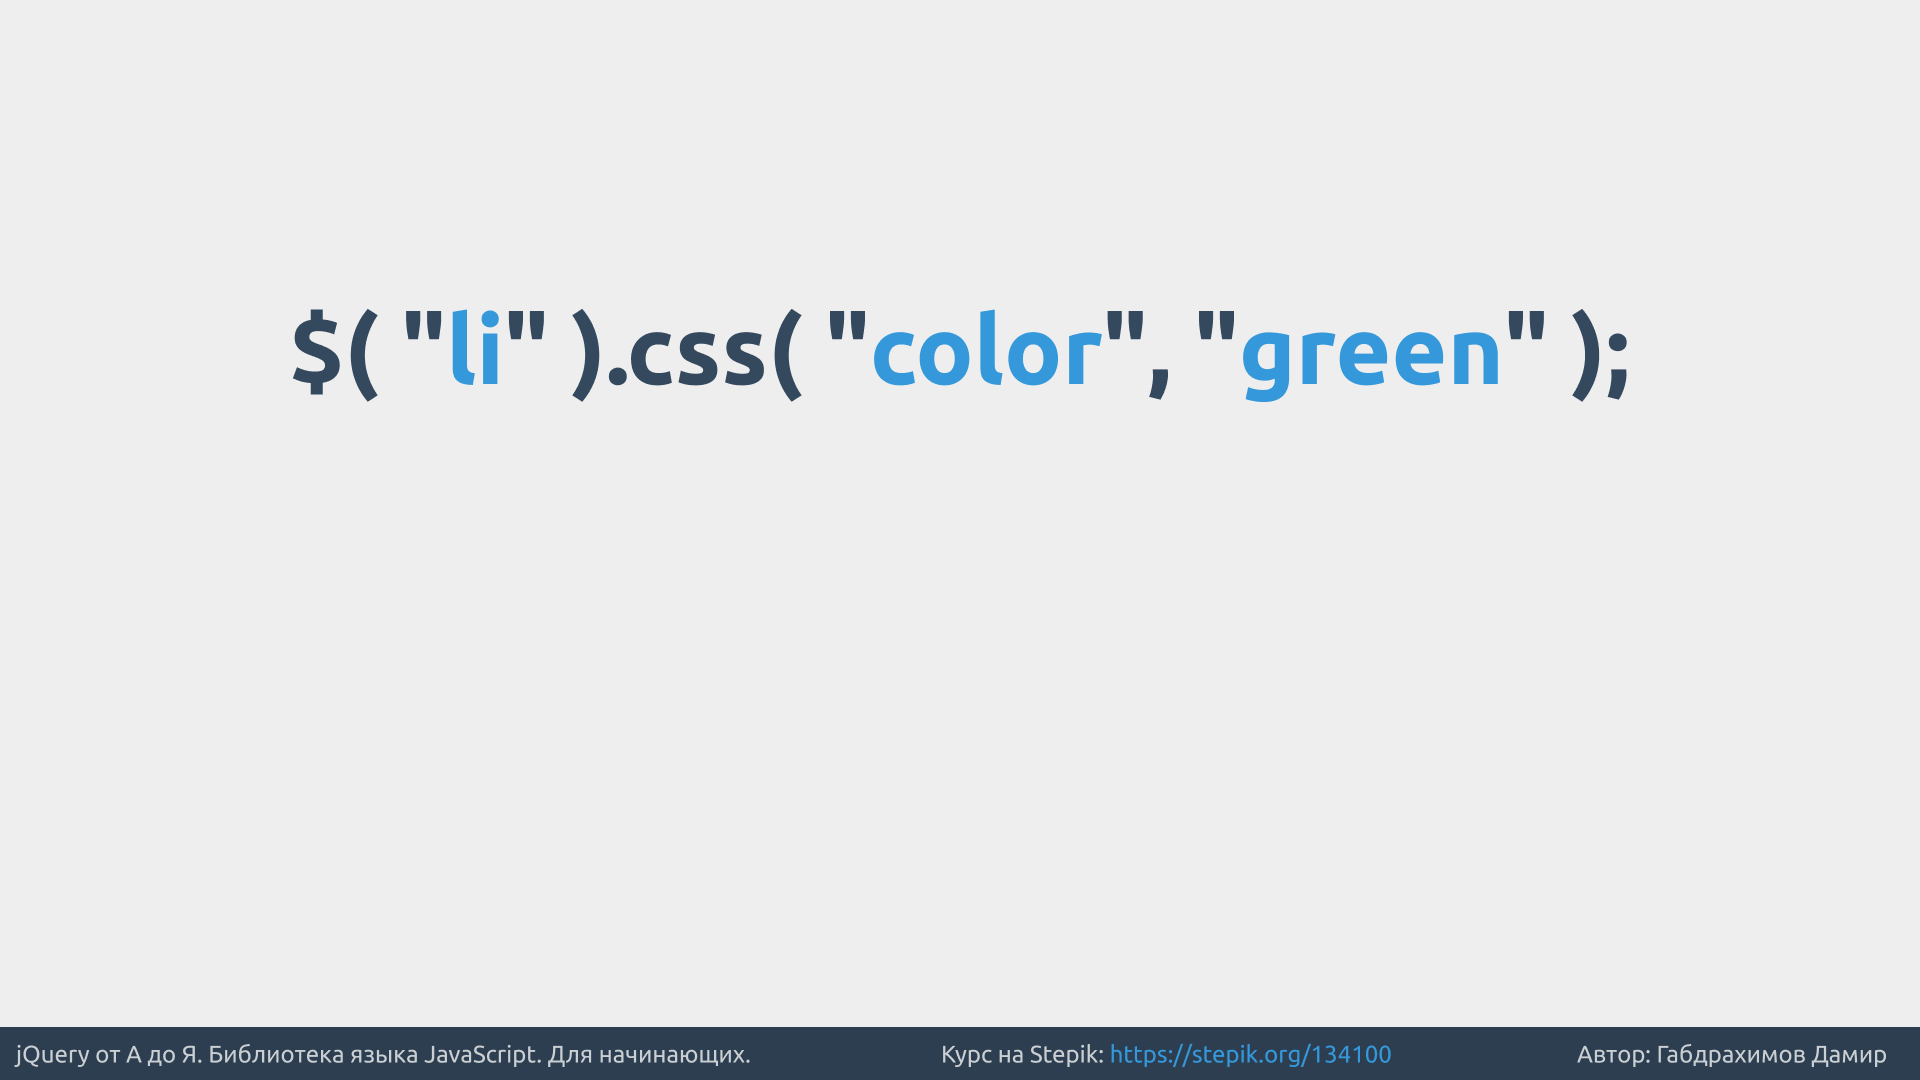 $( "li" ).css( "color", "green" );
jQuery от А до Я. Библиотека языка JavaScript. Для начинающих.
Курс на Stepik: https://stepik.org/134100
Автор: Габдрахимов Дамир